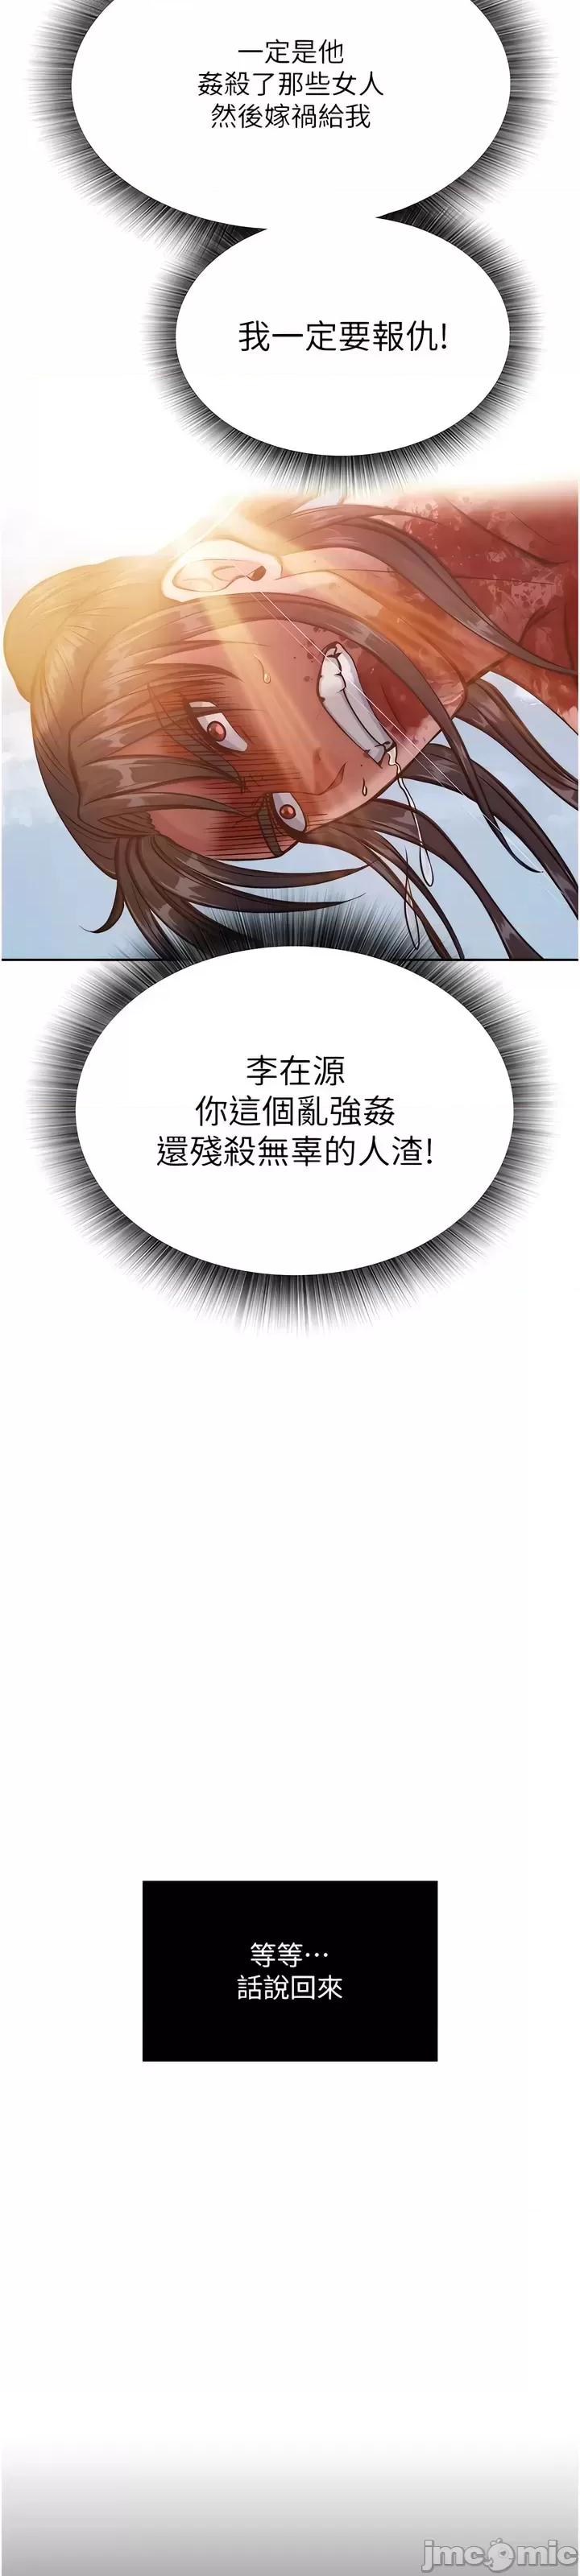 一定是他
姦殺了那些女人
然後嫁禍給我
我一定要報仇!
李在源
你這個亂強姦
還殘殺無辜的人渣!
等等…
話說回來
jmcomic